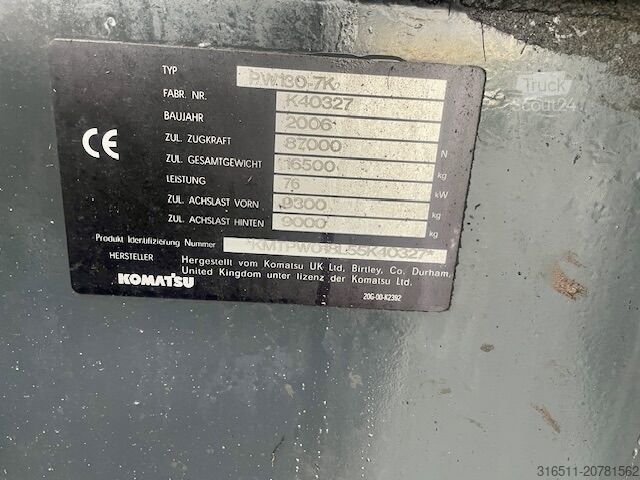 TYP PW130-7K
FABR. NR. K40327
BAUJAHR 2006
ZUL. ZUGKRAFT 87000 N
ZUL. GESAMTGEWICHT 16500 kg
LEISTUNG 76 kW
ZUL. ACHSLAST VORN 9300 kg
ZUL. ACHSLAST HINTEN 9000 kg
CE
Produkt Identifizierung Nummer *KMTPW018L55K40327*
HERSTELLER Hergestellt vom Komatsu UK Ltd, Birtley, Co. Durham,
United Kingdom unter lizenz der Komatsu Ltd.
KOMATSU
20G-00-K2392
Truck
Scout24
316511-20781562